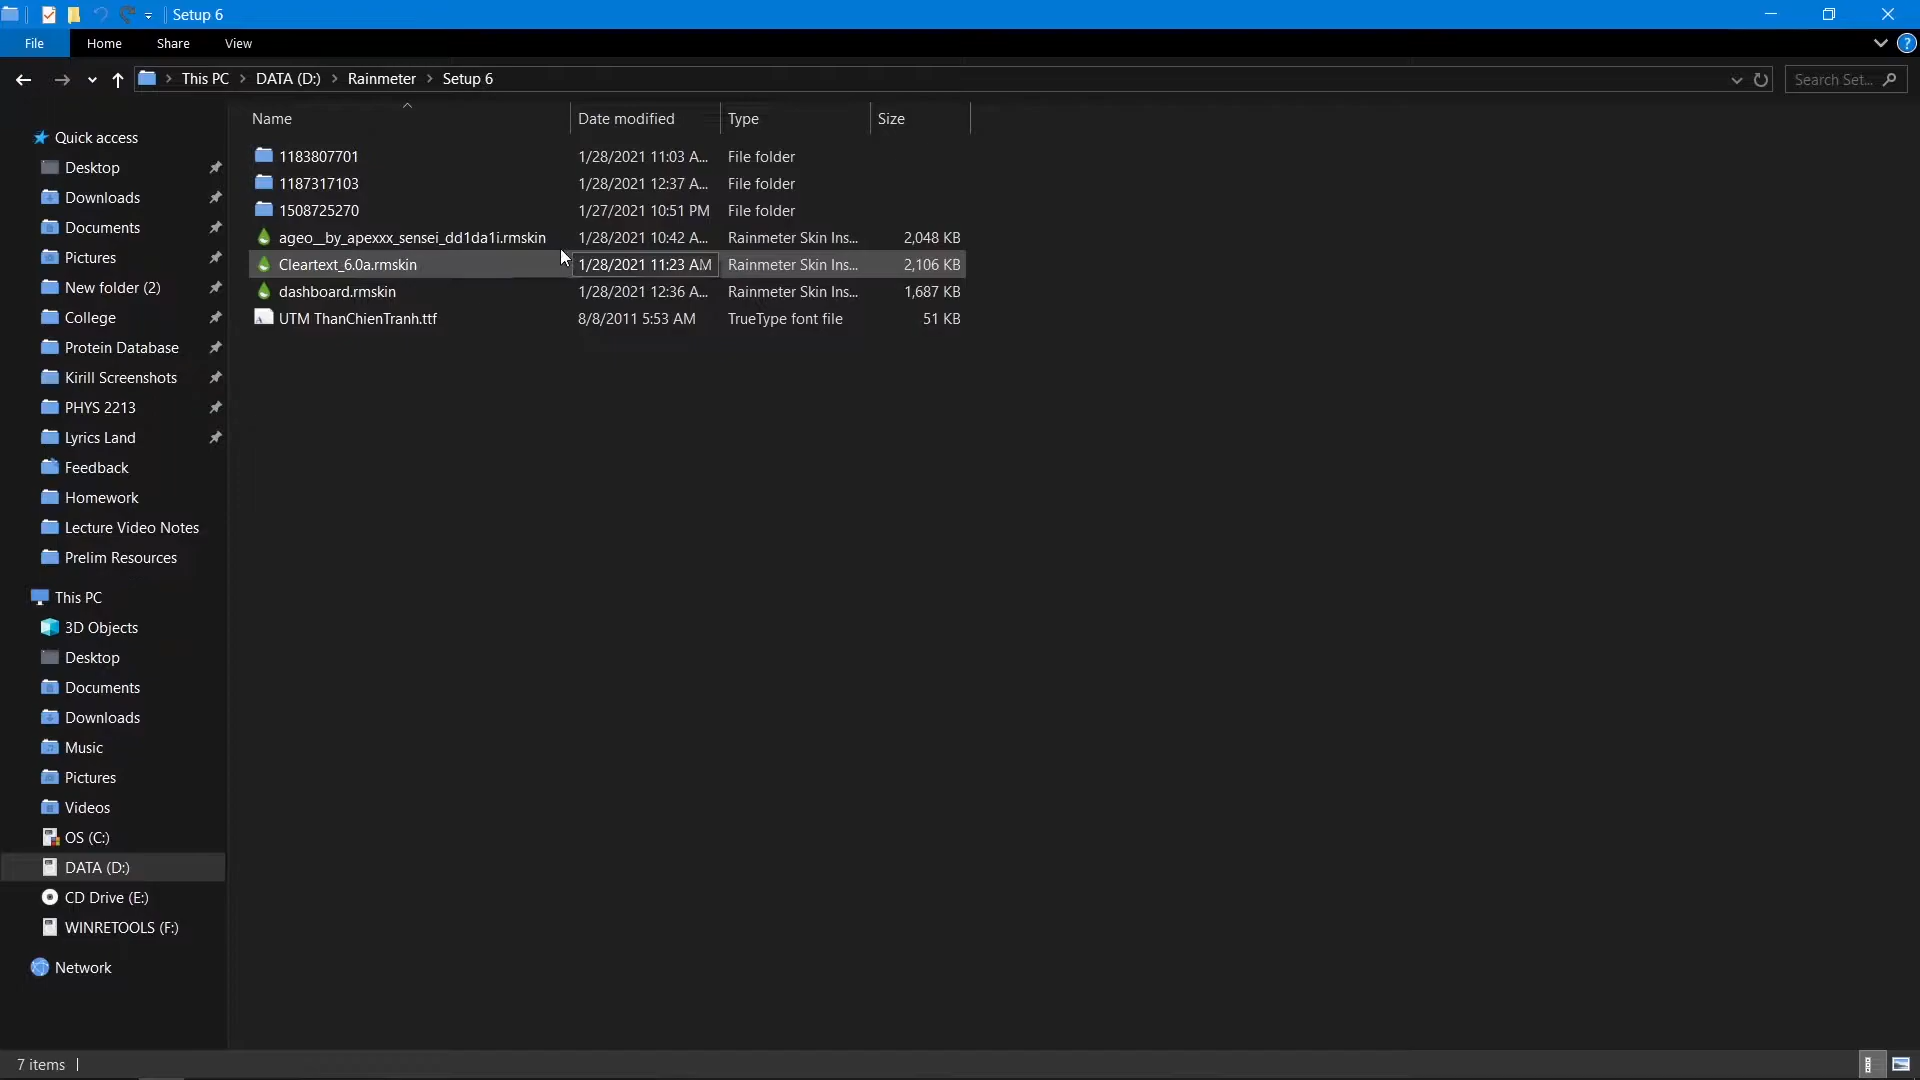 Setup 6
File Home Share View
This PC DATA (D:) Rainmeter Setup 6 Search Set...
Name Date modified Type Size
1183807701 1/28/2021 11:03 A... File folder
1187317103 1/28/2021 12:37 A... File folder
1508725270 1/27/2021 10:51 PM File folder
ageo__by_apexxx_sensei_dd1da1i.rmskin 1/28/2021 10:42 A... Rainmeter Skin Ins... 2,048 KB
Cleartext_6.0a.rmskin 1/28/2021 11:23 AM Rainmeter Skin Ins... 2,106 KB
dashboard.rmskin 1/28/2021 12:36 A... Rainmeter Skin Ins... 1,687 KB
UTM ThanChienTranh.ttf 8/8/2011 5:53 AM TrueType font file 51 KB
Quick access
Desktop
Downloads
Documents
Pictures
New folder (2)
College
Protein Database
Kirill Screenshots
PHYS 2213
Lyrics Land
Feedback
Homework
Lecture Video Notes
Prelim Resources
This PC
3D Objects
Desktop
Documents
Downloads
Music
Pictures
Videos
OS (C:)
DATA (D:)
CD Drive (E:)
WINRETOOLS (F:)
Network
7 items